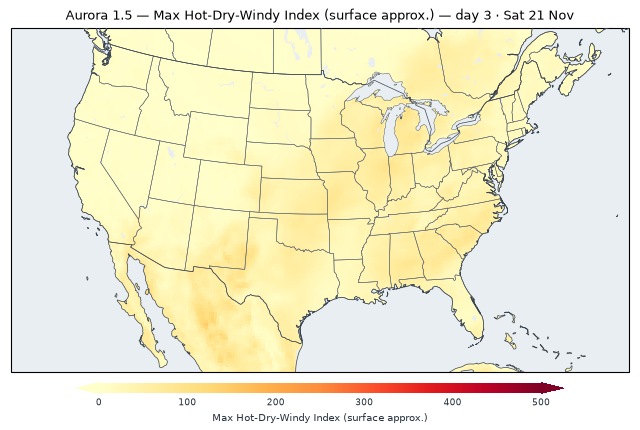 Aurora 1.5 — Max Hot-Dry-Windy Index (surface approx.) — day 3 · Sat 21 Nov
0 100 200 300 400 500
Max Hot-Dry-Windy Index (surface approx.)